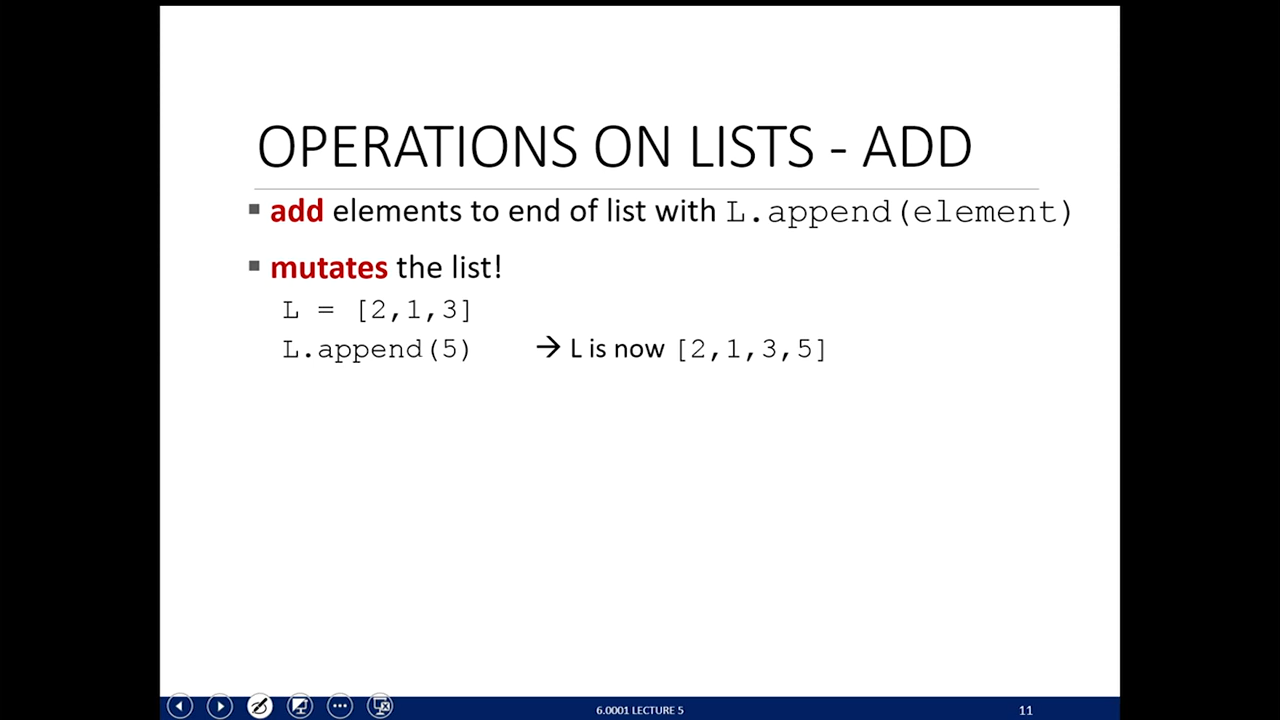 OPERATIONS ON LISTS - ADD
▪ add elements to end of list with L.append(element)
▪ mutates the list!
L = [2,1,3]
L.append(5) → L is now [2,1,3,5]
6.0001 LECTURE 5
11